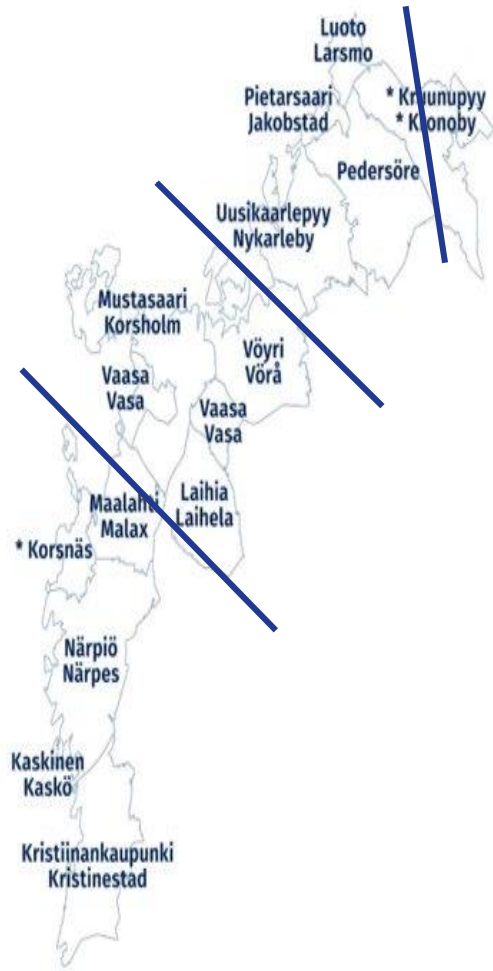 Luoto
Larsmo
* Kruunupyy
* Kronoby
Pietarsaari
Jakobstad
Pedersöre
Uusikaarlepyy
Nykarleby
Mustasaari
Korsholm
Vöyri
Vörå
Vaasa
Vasa
Vaasa
Vasa
Maalahti
Malax
Laihia
Laihela
* Korsnäs
Närpiö
Närpes
Kaskinen
Kaskö
Kristiinankaupunki
Kristinestad